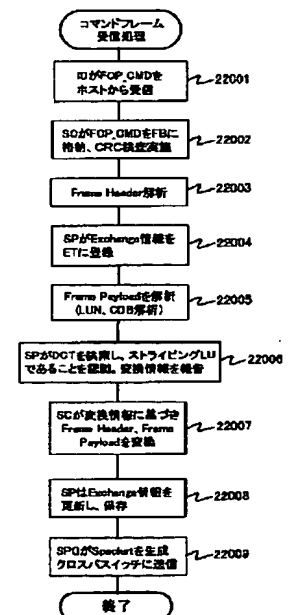 コマンドフレーム
受信処理
IDがFCP_CMDを
ホストから受信
22001
SCがFCP_CMDをFBに
格納、CRC検査実施
22002
Frame Header解析
22003
SPがExchange情報を
ETに登録
22004
Frame Payloadを解析
(LUN、CDB解析)
22005
SPがDCTを検索し、ストライピングLU
であることを認識。変換情報を報告
22006
SCが変換情報に基づき
Frame Header、Frame
Payloadを変換
22007
SPはExchange情報を
更新し、保存
22008
SPGがSpacketを生成
クロスバスイッチに送信
22009
終了